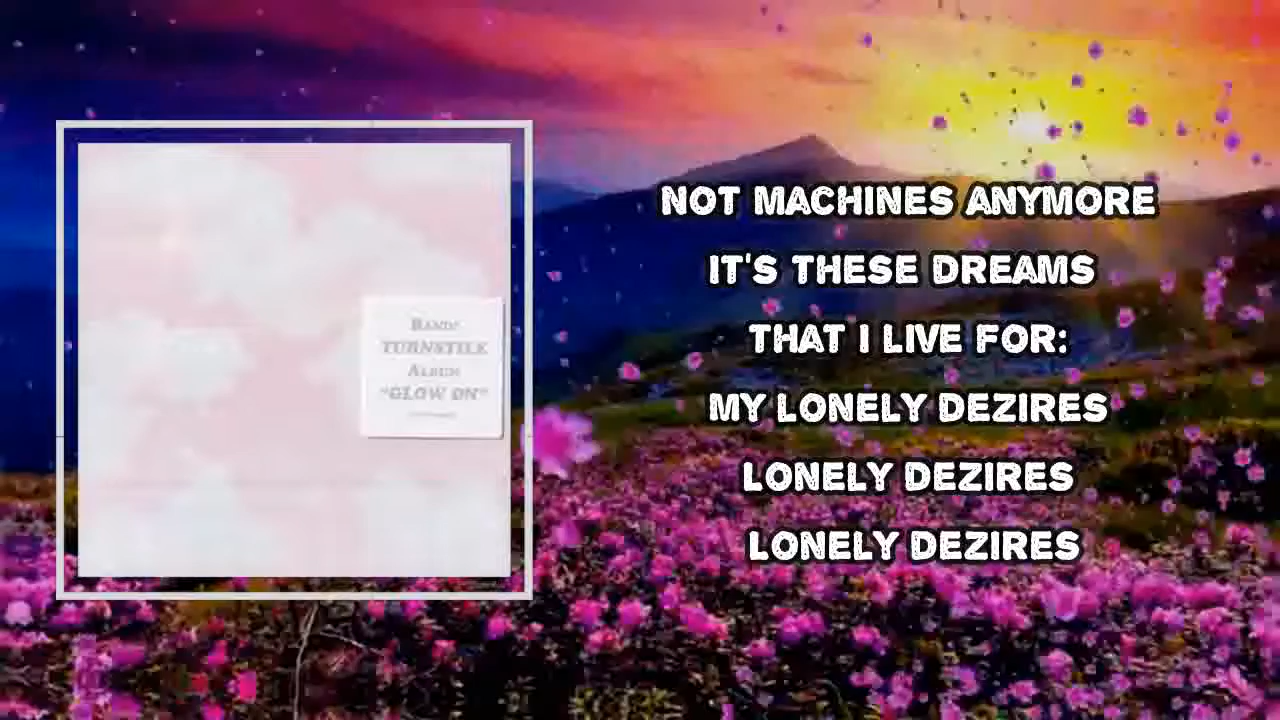 BAND:
TURNSTILE
ALBUM
"GLOW ON"
NOT MACHINES ANYMORE
IT'S THESE DREAMS
THAT I LIVE FOR:
MY LONELY DEZIRES
LONELY DEZIRES
LONELY DEZIRES